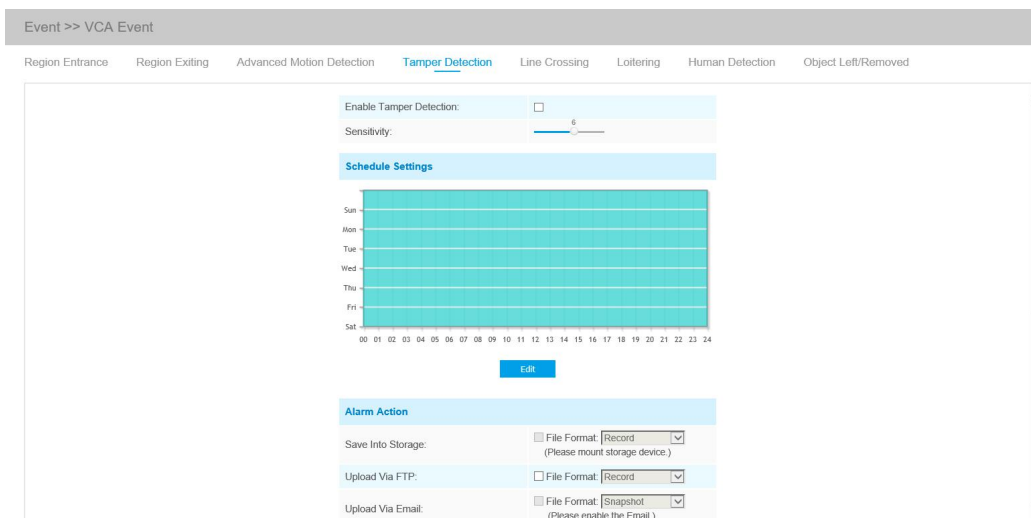 Event >> VCA Event
Region Entrance Region Exiting Advanced Motion Detection Tamper Detection Line Crossing Loitering Human Detection Object Left/Removed
Enable Tamper Detection:
6
Sensitivity:
Schedule Settings
Sun
Mon
Tue
Wed
Thu
Fri
Sat
00 01 02 03 04 05 06 07 08 09 10 11 12 13 14 15 16 17 18 19 20 21 22 23 24
Edit
Alarm Action
Save Into Storage: File Format: Record
(Please mount storage device.)
Upload Via FTP: File Format: Record
Upload Via Email: File Format: Snapshot
(Please enable the Email.)